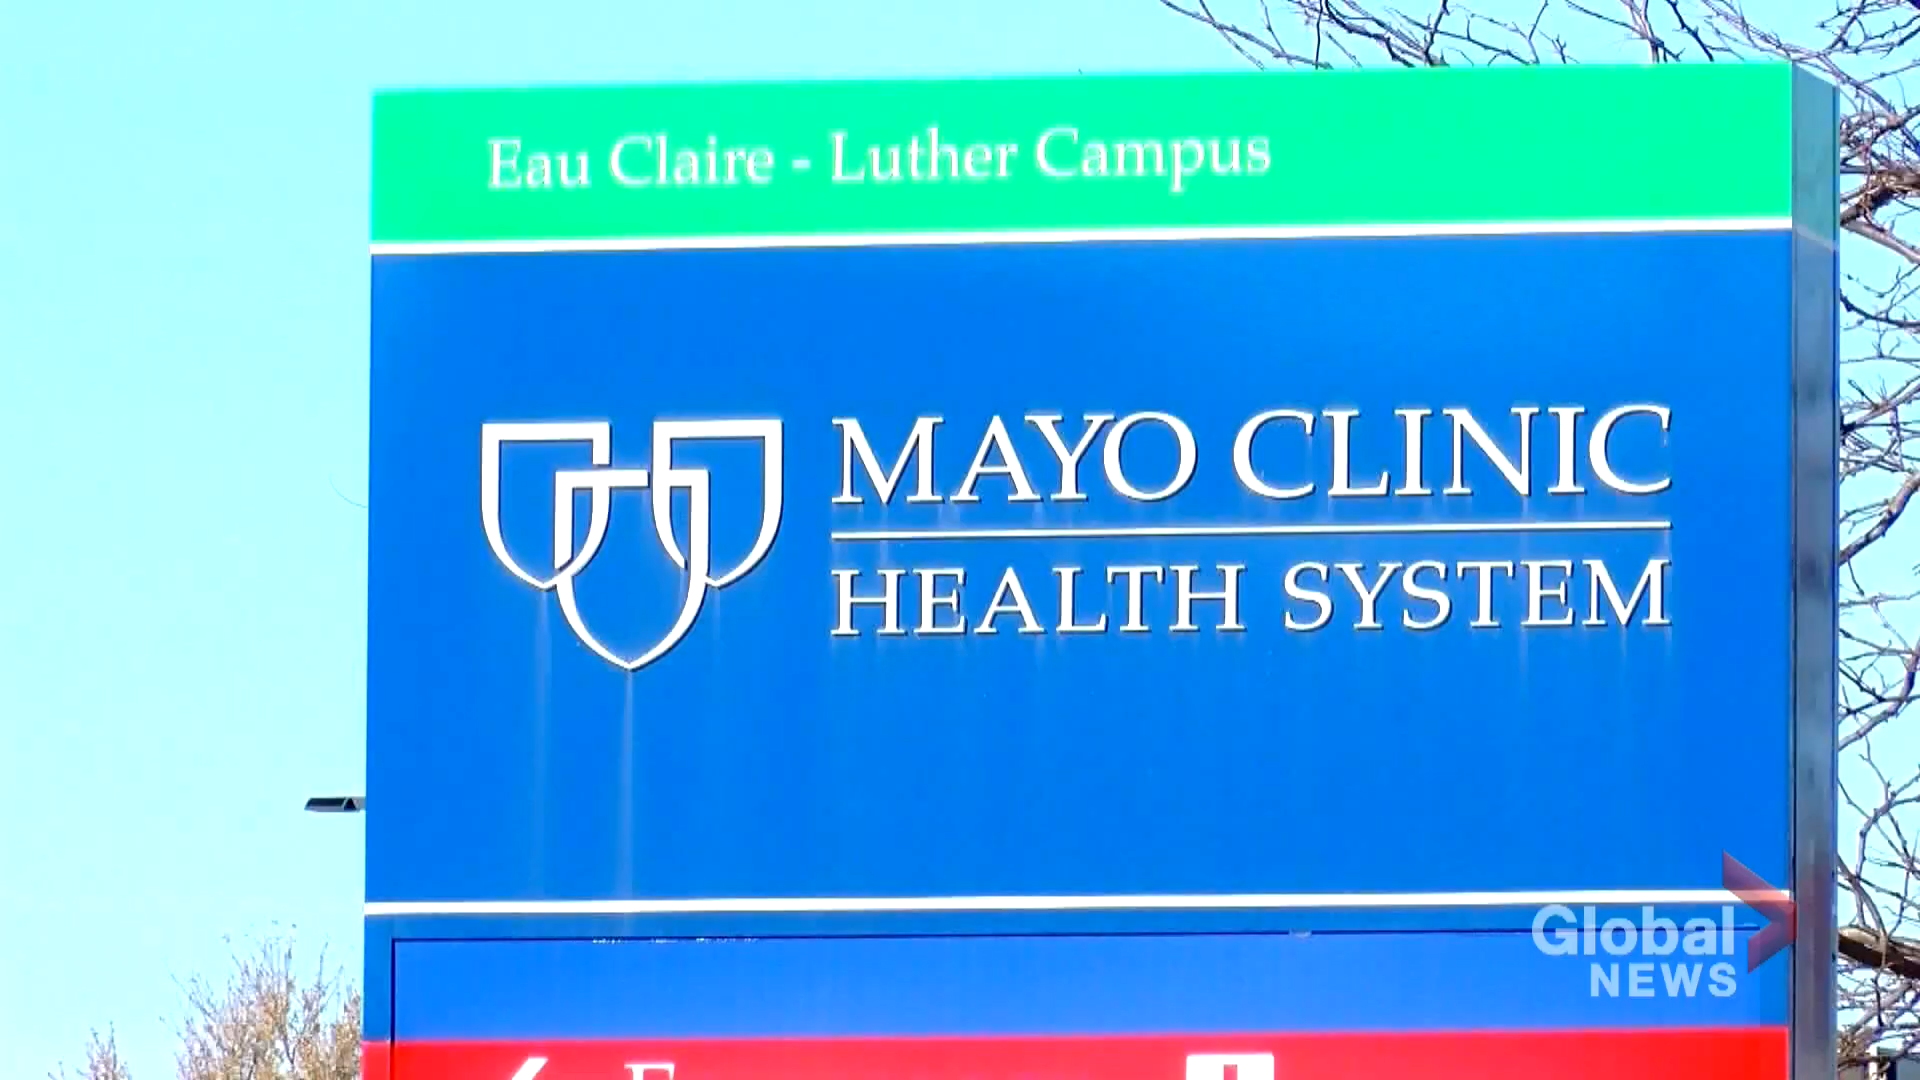 Eau Claire - Luther Campus
MAYO CLINIC
HEALTH SYSTEM
Global
NEWS